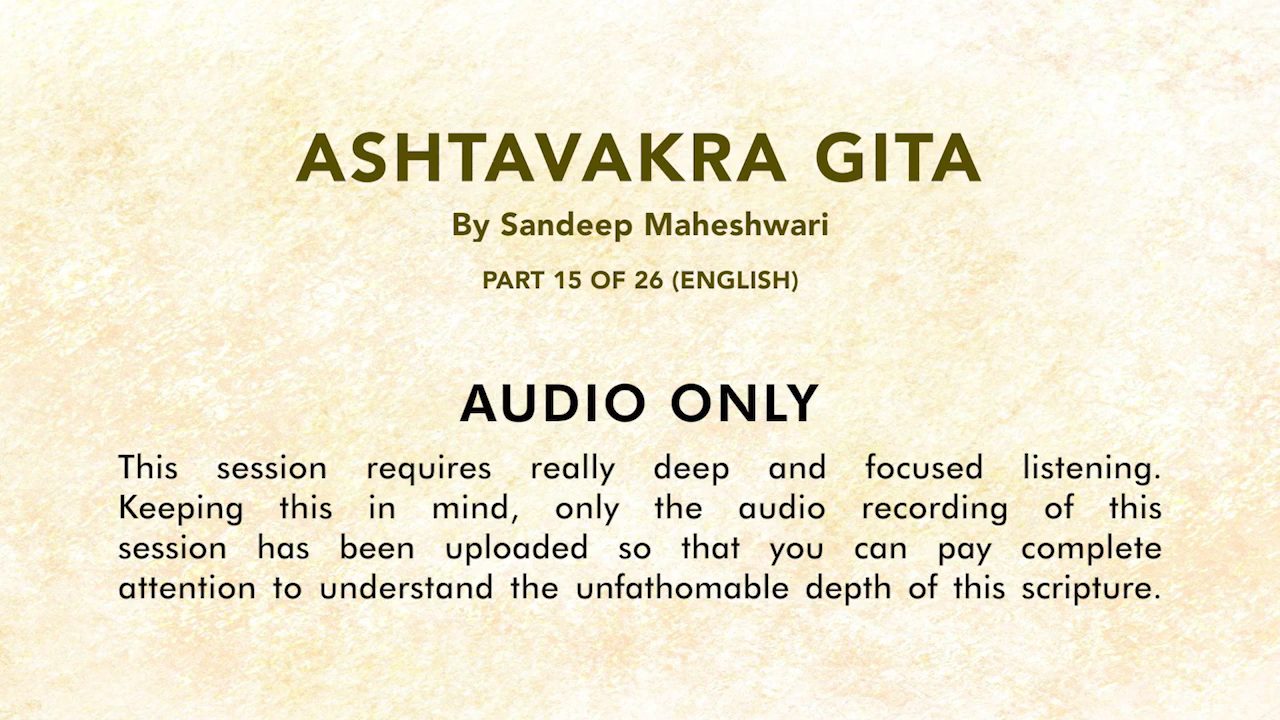 ASHTAVAKRA GITA
By Sandeep Maheshwari
PART 15 OF 26 (ENGLISH)
AUDIO ONLY
This session requires really deep and focused listening.
Keeping this in mind, only the audio recording of this
session has been uploaded so that you can pay complete
attention to understand the unfathomable depth of this scripture.